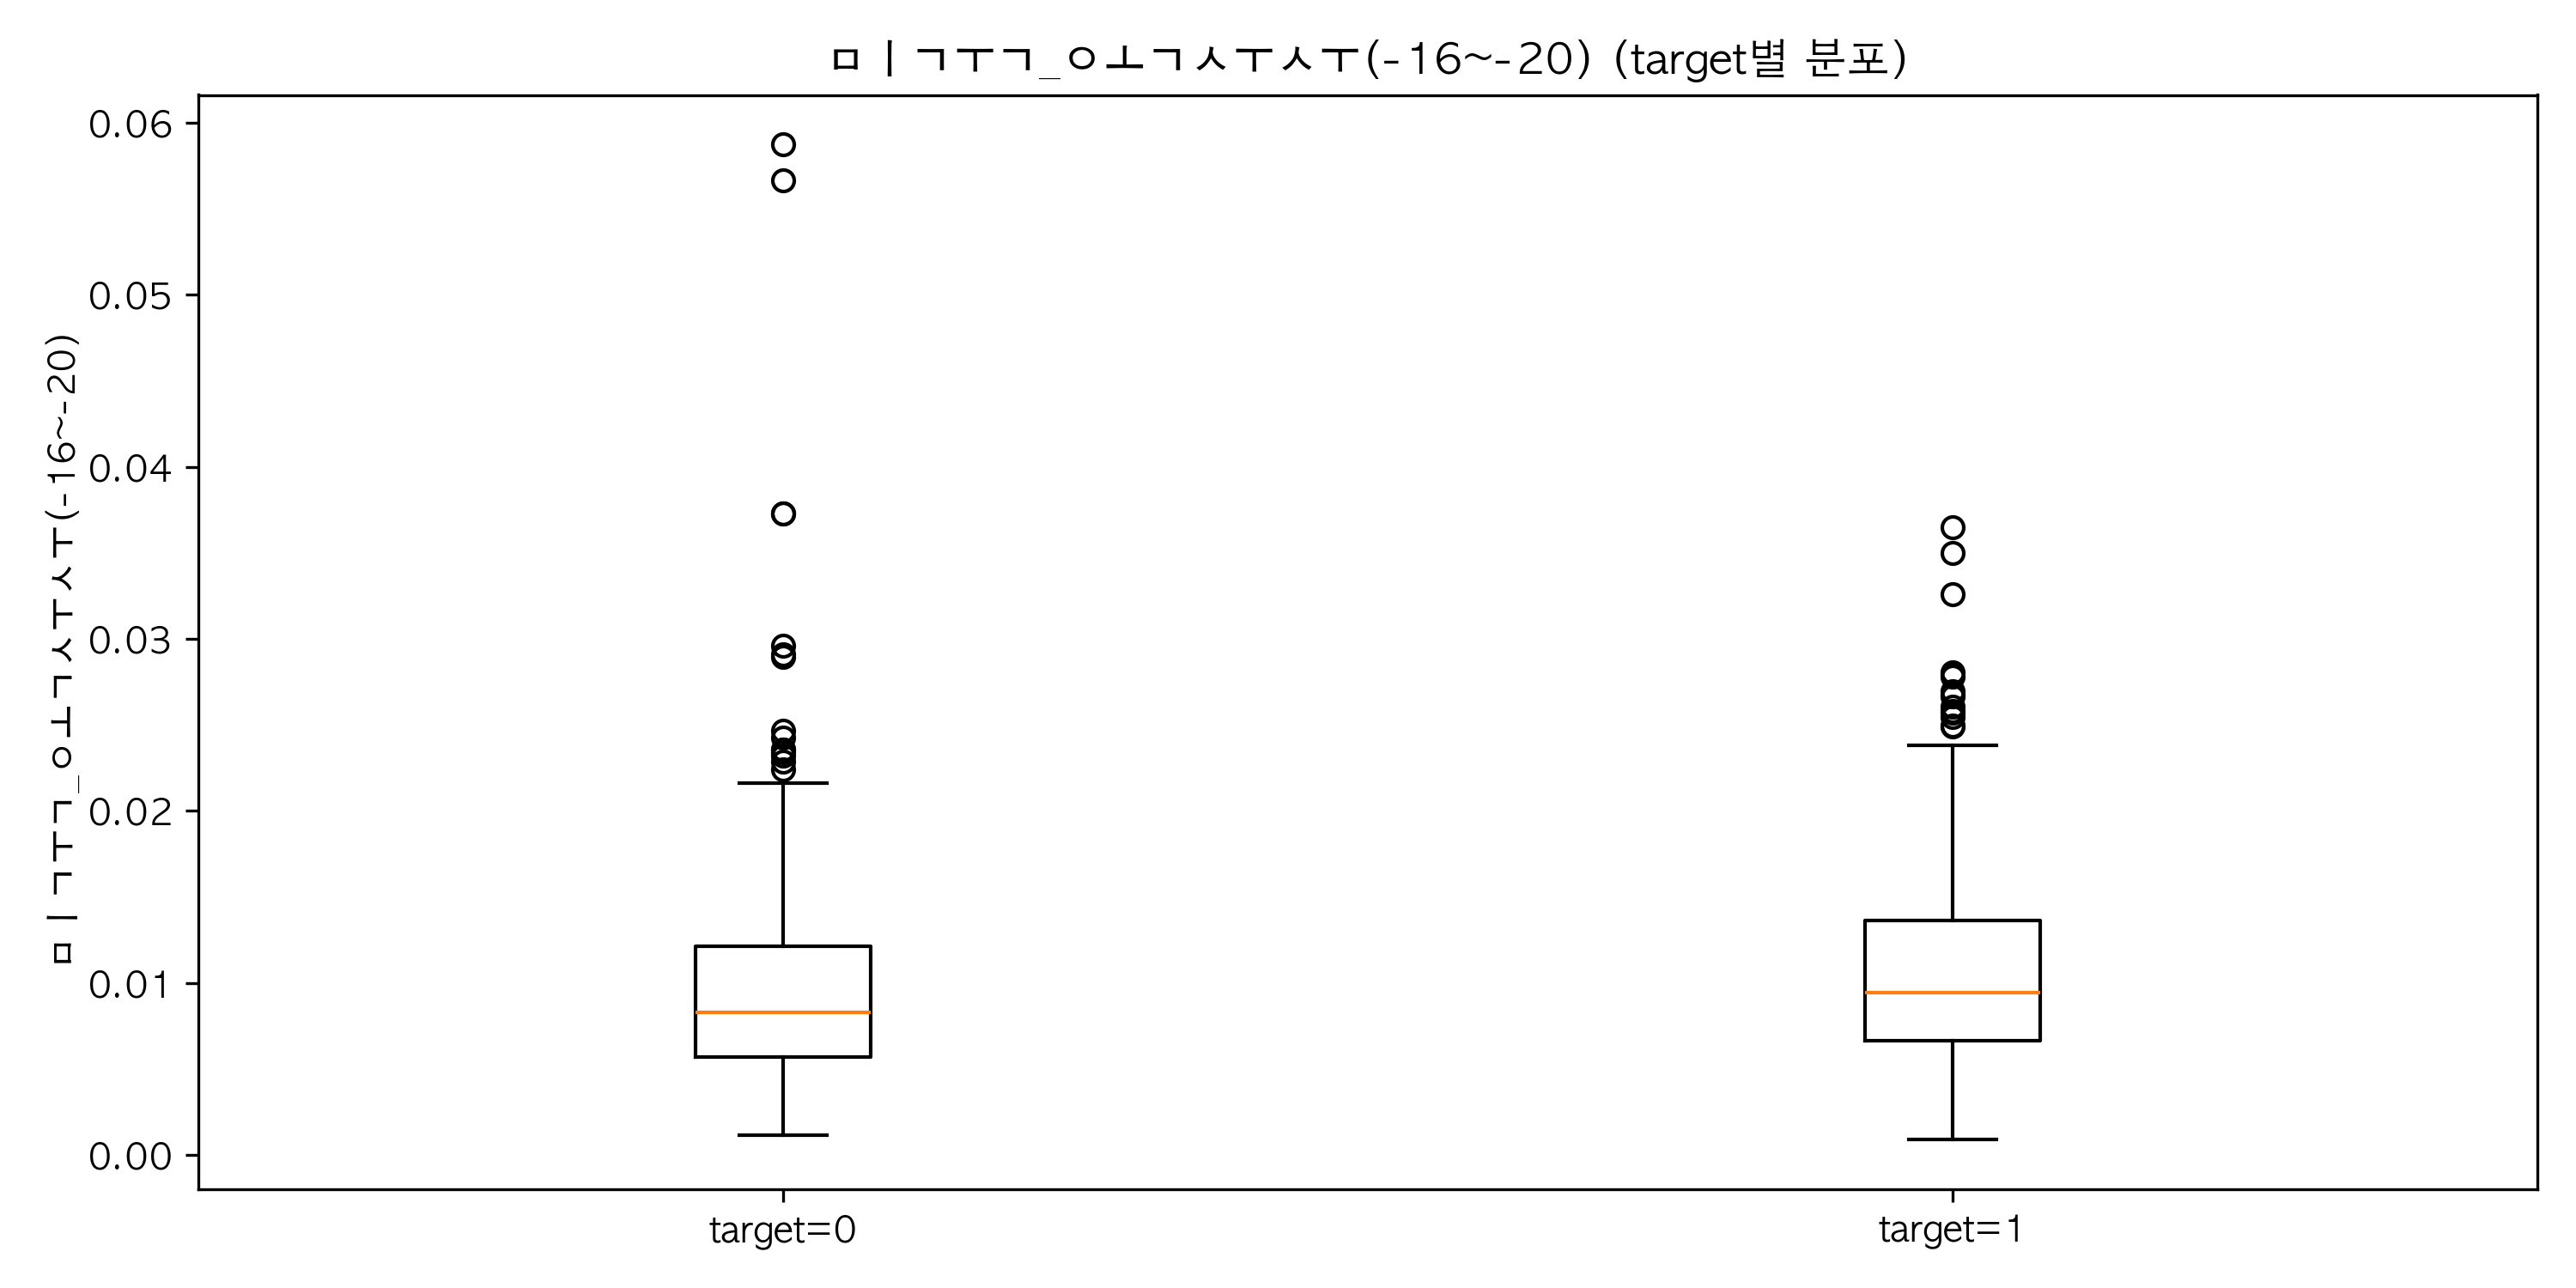 ㅁㅣㄱㅜㄱ_ㅇㅗㄱㅅㅜㅅㅜ(-16~-20) (target별 분포)
ㅁㅣㄱㅜㄱ_ㅇㅗㄱㅅㅜㅅㅜ(-16~-20)
0.06
0.05
0.04
0.03
0.02
0.01
0.00
target=0
target=1